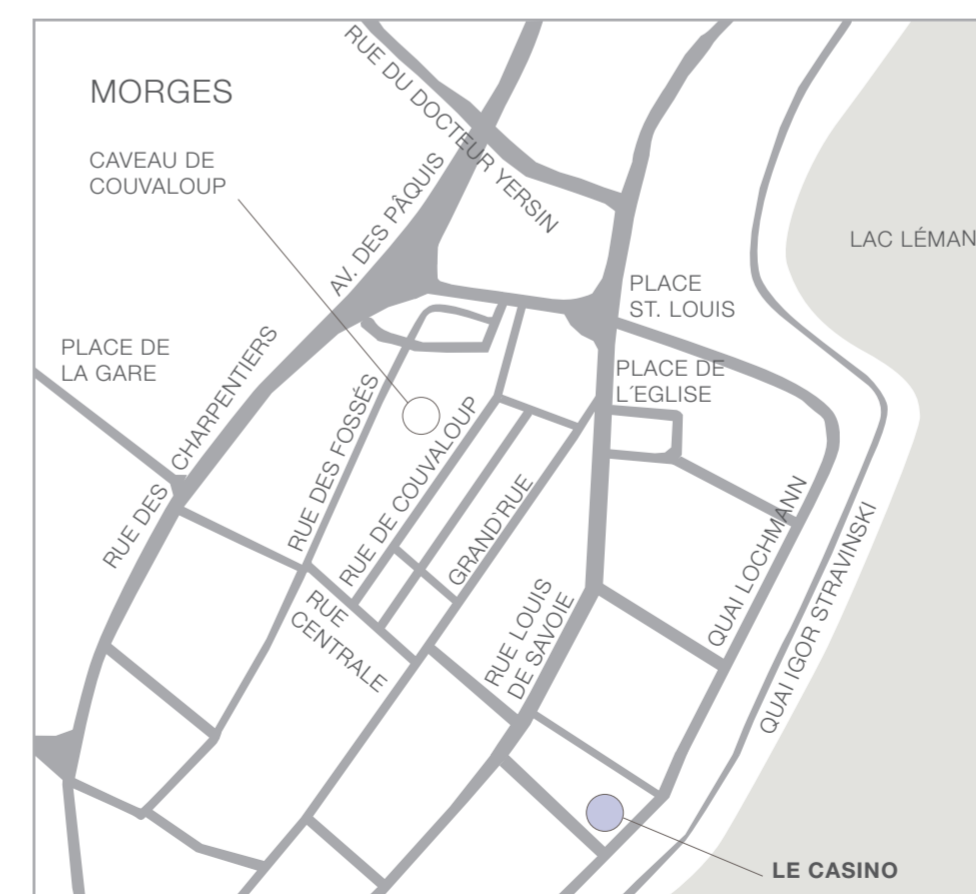 MORGES
RUE DU DOCTEUR YERSIN
CAVEAU DE
COUVALOUP
AV. DES PÂQUIS
LAC LÉMAN
PLACE
ST. LOUIS
PLACE DE
LA GARE
PLACE DE
L´EGLISE
RUE DES CHARPENTIERS
RUE DES FOSSÉS
RUE DE COUVALOUP
GRAND`RUE
QUAI LOCHMANN
QUAI IGOR STRAVINSKI
RUE
CENTRALE
RUE LOUIS
DE SAVOIE
LE CASINO